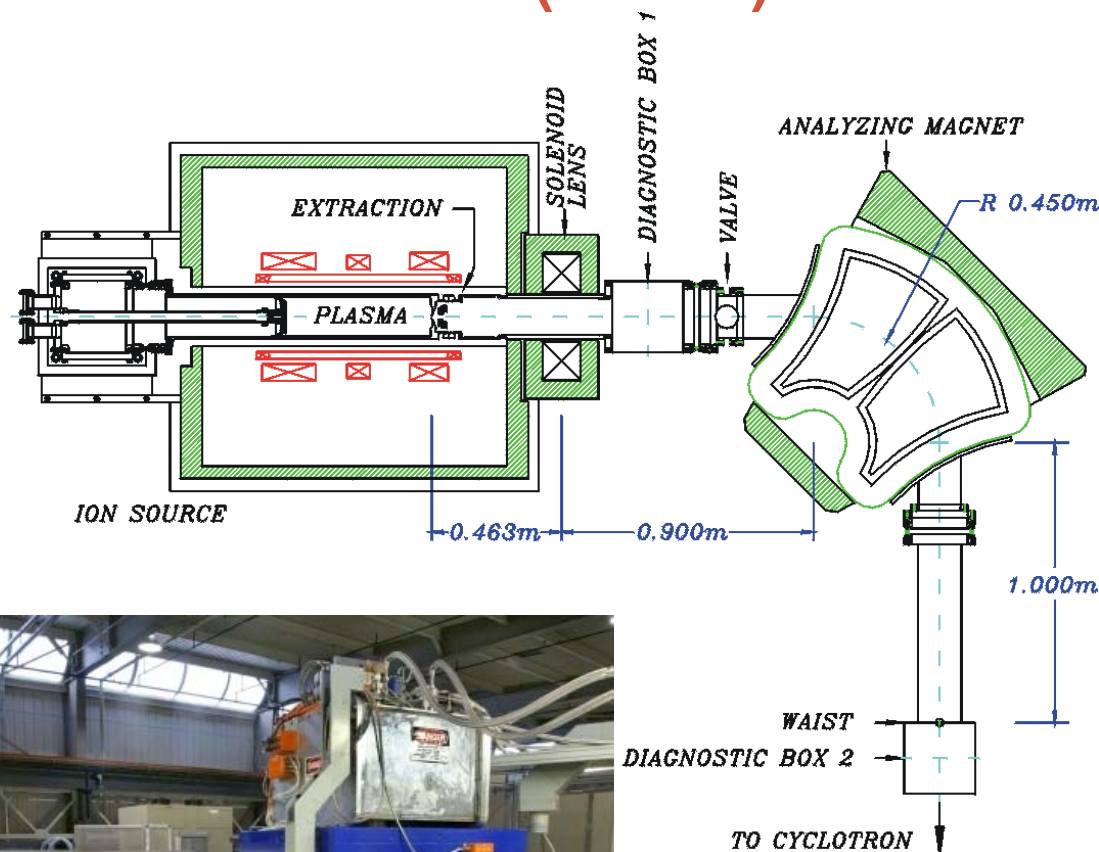 DIAGNOSTIC BOX 1
SOLENOID
LENS
VALVE
ANALYZING MAGNET
EXTRACTION
R 0.450m
PLASMA
ION SOURCE
0.463m
0.900m
1.000m
WAIST
DIAGNOSTIC BOX 2
TO CYCLOTRON